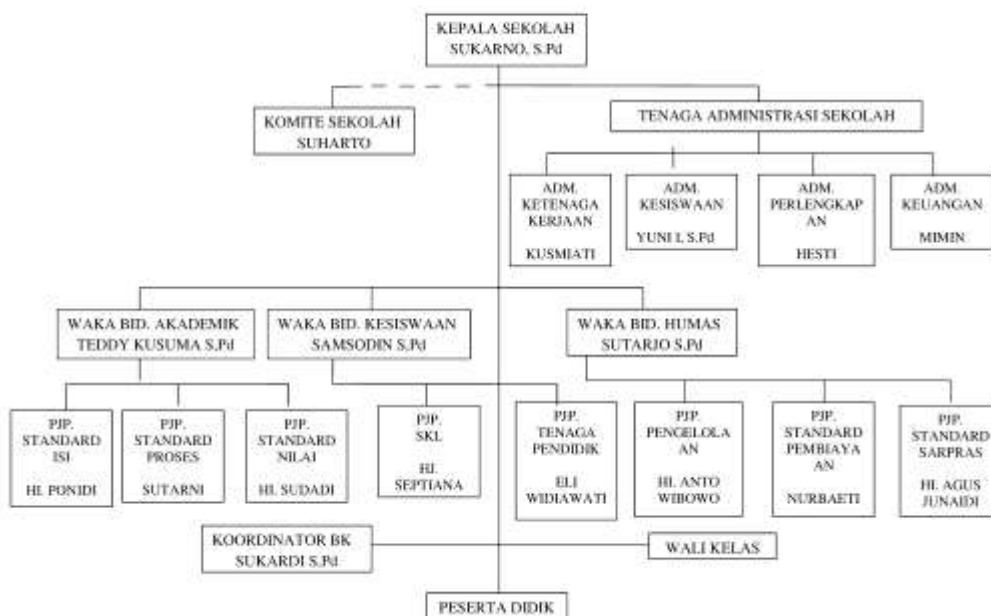 KEPALA SEKOLAH
SUKARNO, S.Pd
KOMITE SEKOLAH
SUHARTO
TENAGA ADMINISTRASI SEKOLAH
ADM.
KETENAGA
KERJAAN
KUSMIATI
ADM.
KESISWAAN
YUNI I. S.Pd
ADM.
PERLENGKAP
AN
HESTI
ADM.
KEUANGAN
MIMIN
WAKA BID. AKADEMIK
TEDDY KUSUMA S,Pd
WAKA BID. KESISWAAN
SAMSODIN S,Pd
WAKA BID. HUMAS
SUTARJO S.Pd
PJP.
STANDARD
ISI
HI. PONIDI
PJP.
STANDARD
PROSES
SUTARNI
PJP.
STANDARD
NILAI
HI. SUDADI
PJP.
SKL
HI.
SEPTIANA
PJP.
TENAGA
PENDIDIK
ELI
WIDIAWATI
PJP.
PENGELOLA
AN
HI. ANTO
WIBOWO
PJP.
STANDARD
PEMBIAYA
AN
NURBAETI
PJP.
STANDARD
SARPRAS
HI. AGUS
JUNAIDI
KOORDINATOR BK
SUKARDI S.Pd
WALI KELAS
PESERTA DIDIK